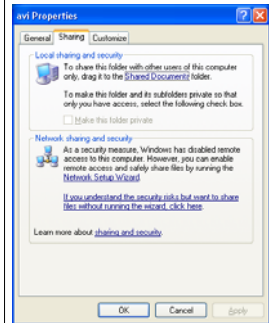 avi Properties
General Sharing Customize
Local sharing and security
To share this folder with other users of this computer
only, drag it to the Shared Documents folder.
To make this folder and its subfolders private so that
only you have access, select the following check box.
Make this folder private
Network sharing and security
As a security measure, Windows has disabled remote
access to this computer. However, you can enable
remote access and safely share files by running the
Network Setup Wizard.
If you understand the security risks but want to share
files without running the wizard, click here.
Learn more about sharing and security.
OK Cancel Apply